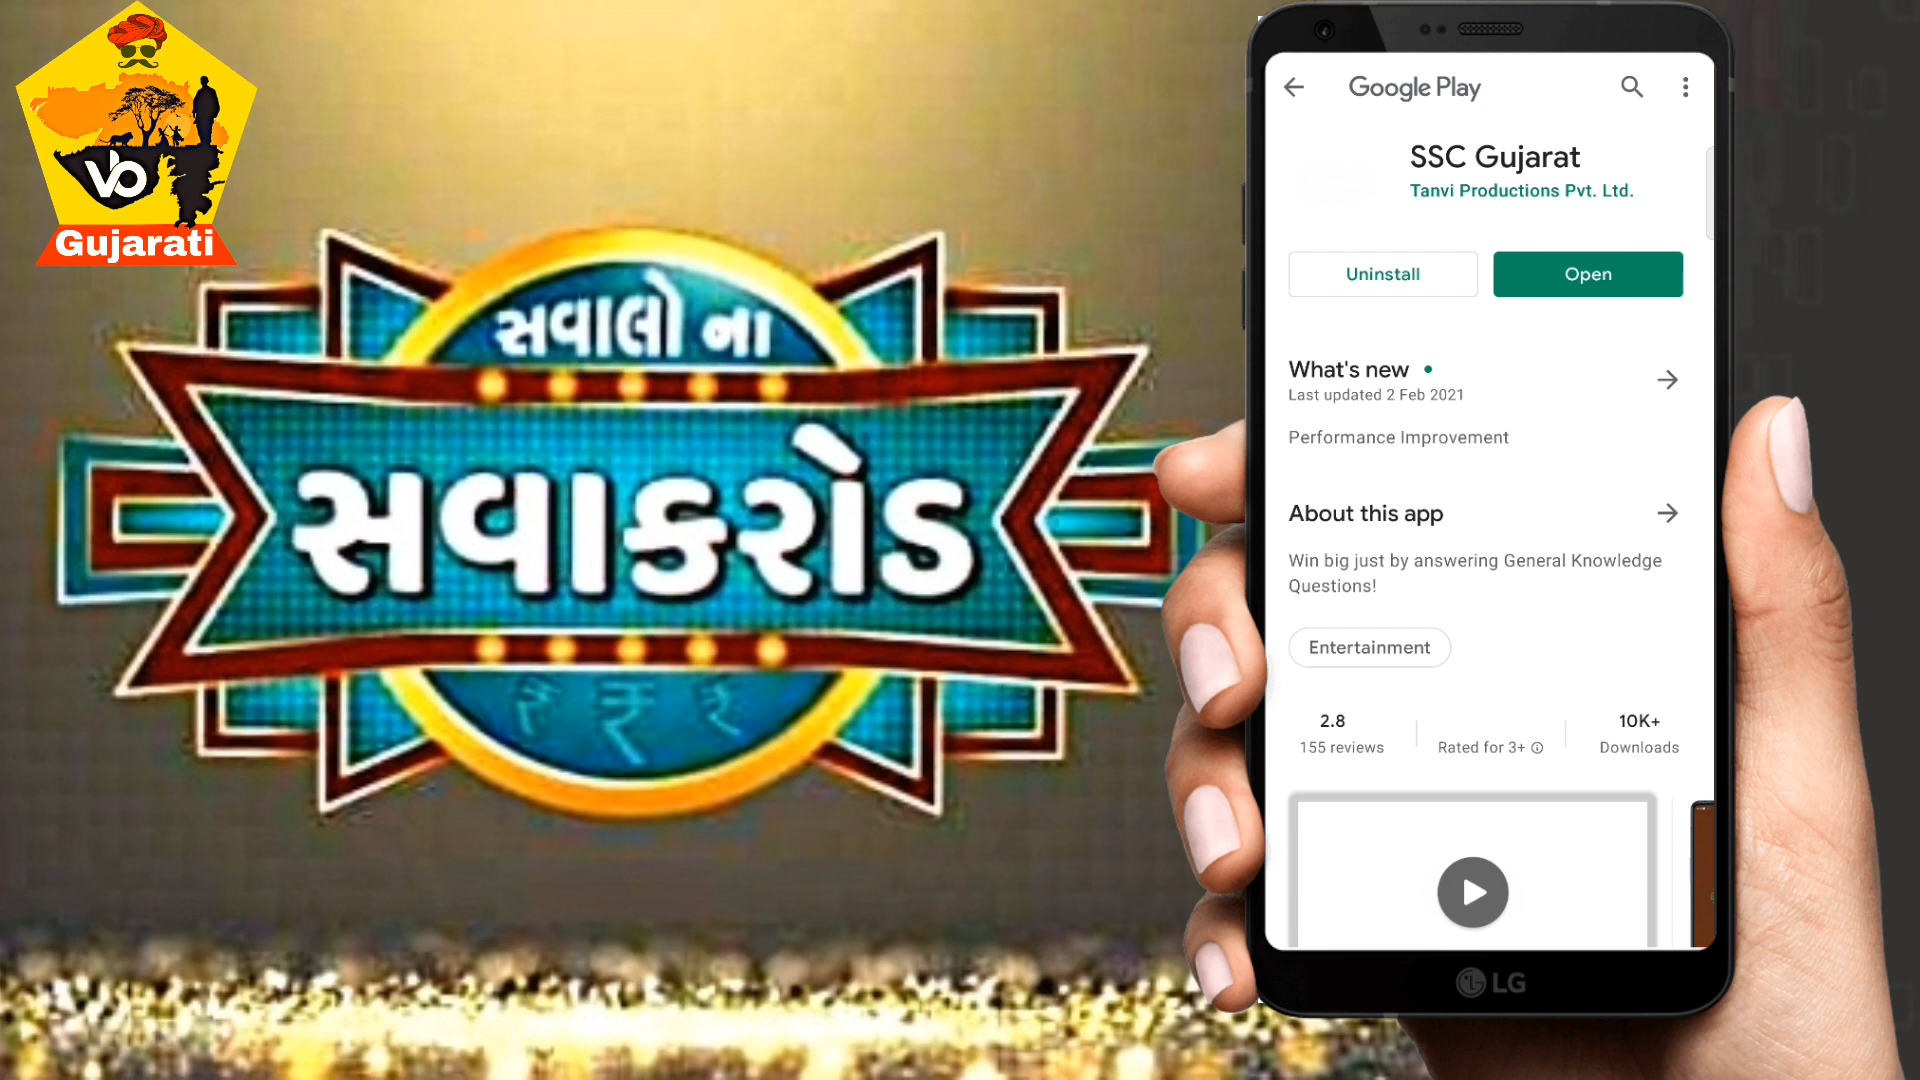 VB
Gujarati
સવાલો ના
સવાકરોડ
₹ ₹ ₹
Google Play
SSC Gujarat
Tanvi Productions Pvt. Ltd.
Uninstall
Open
What's new
Last updated 2 Feb 2021
Performance Improvement
About this app
Win big just by answering General Knowledge
Questions!
Entertainment
2.8
155 reviews
Rated for 3+
10K+
Downloads
LG